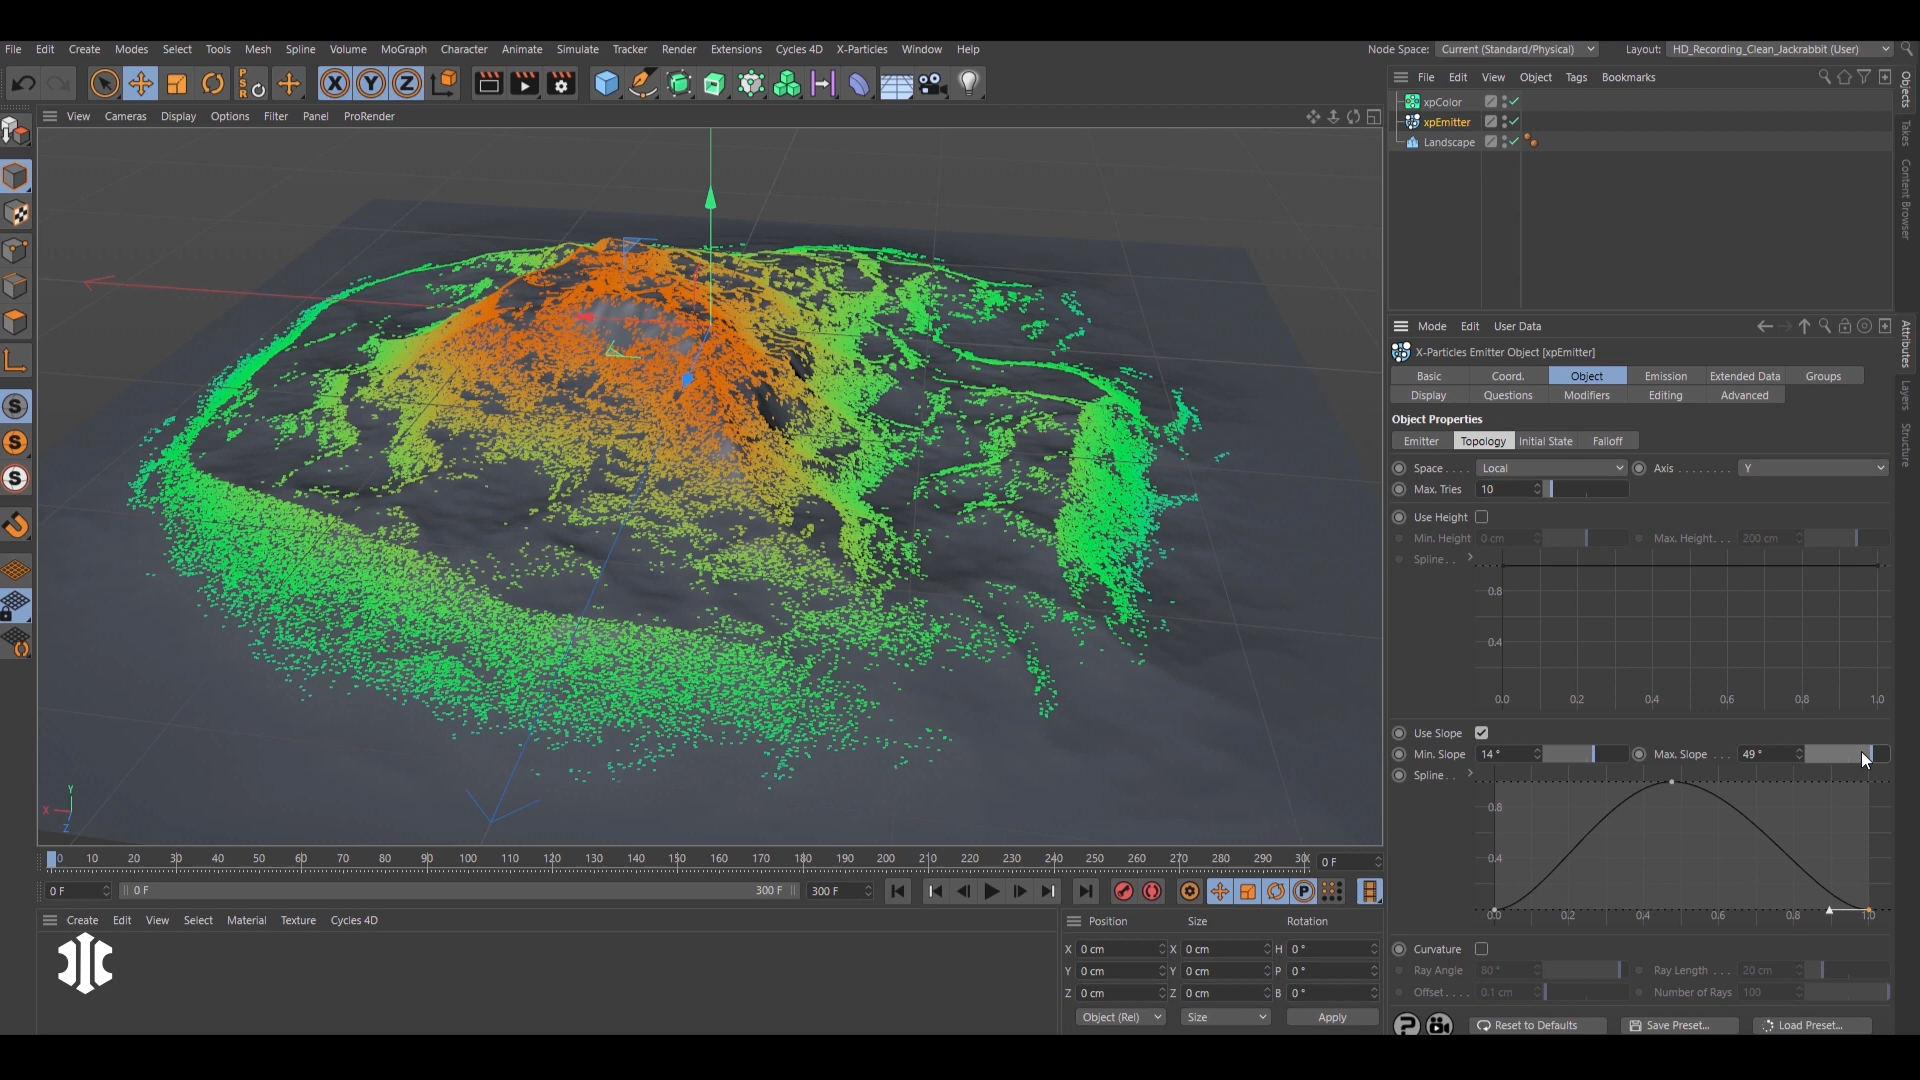 File Edit Create Modes Select Tools Mesh Spline Volume MoGraph Character Animate Simulate Tracker Render Extensions Cycles 4D X-Particles Window Help
Node Space: Current (Standard/Physical) Layout: HD_Recording_Clean_Jackrabbit (User)
PSR X Y Z
File Edit View Object Tags Bookmarks
View Cameras Display Options Filter Panel ProRender
xpColor
xpEmitter
Landscape
Objects
Takes
Content Browser
Mode Edit User Data
X-Particles Emitter Object [xpEmitter]
Basic Coord. Object Emission Extended Data Groups
Display Questions Modifiers Editing Advanced
Object Properties
Emitter Topology Initial State Falloff
Space . . . . Local Axis . . . . . . . . Y
Max. Tries 10
Use Height
Min. Height 0 cm Max. Height. . . 200 cm
Spline . .
0.8
0.4
0.0 0.2 0.4 0.6 0.8 1.0
Use Slope
Min. Slope 14 ° Max. Slope . . . 49 °
Spline . .
0.8
0.4
0.0 0.2 0.4 0.6 0.8 1.0
Curvature
Ray Angle 80 ° Ray Length . . . 20 cm
Offset . . . . 0.1 cm Number of Rays 100
Reset to Defaults Save Preset... Load Preset...
Attributes
Layers
Structure
S
S
S
Y
X
Z
0 10 20 30 40 50 60 70 80 90 100 110 120 130 140 150 160 170 180 190 200 210 220 230 240 250 260 270 280 290 300 0 F
0 F 0 F 300 F 300 F P
Create Edit View Select Material Texture Cycles 4D
Position Size Rotation
X 0 cm X 0 cm H 0 °
Y 0 cm Y 0 cm P 0 °
Z 0 cm Z 0 cm B 0 °
Object (Rel) Size Apply